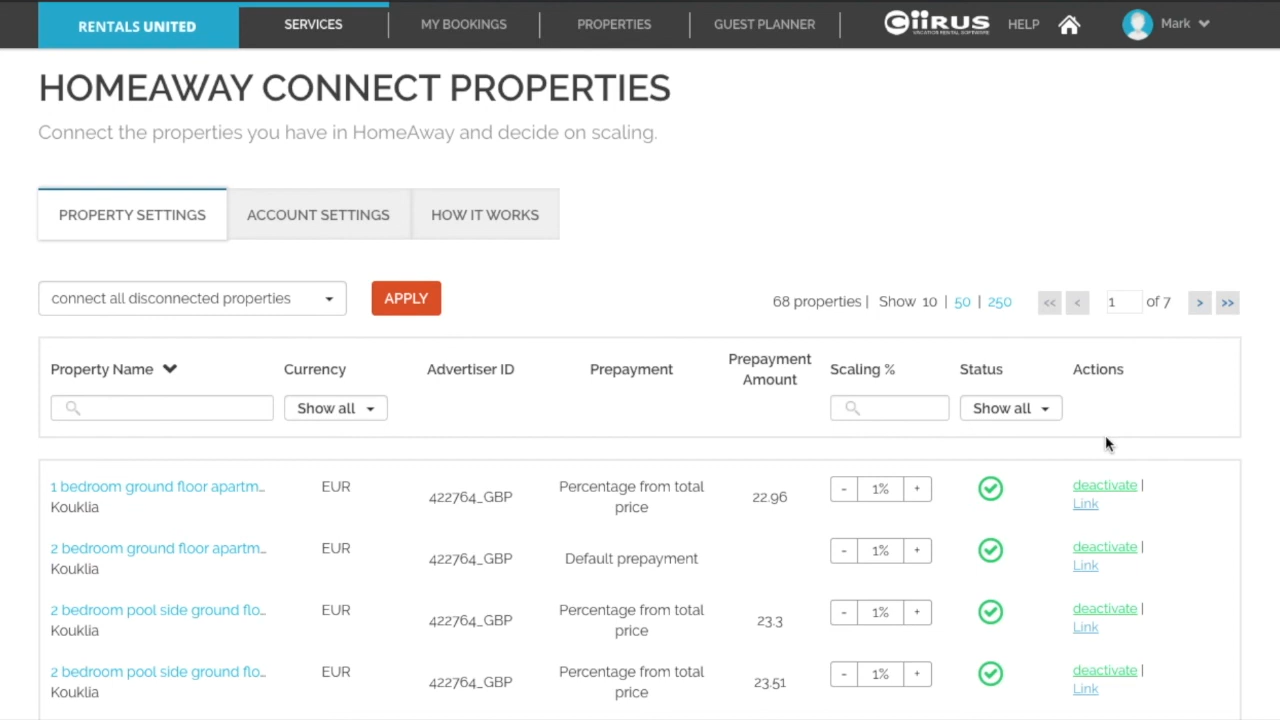 RENTALS UNITED
SERVICES
MY BOOKINGS
PROPERTIES
GUEST PLANNER
CiiRUS
VACATION RENTAL SOFTWARE
HELP
Mark
HOMEAWAY CONNECT PROPERTIES
Connect the properties you have in HomeAway and decide on scaling.
PROPERTY SETTINGS
ACCOUNT SETTINGS
HOW IT WORKS
connect all disconnected properties
APPLY
68 properties | Show 10 | 50 | 250 << < 1 of 7 > >>
Property Name
Currency
Advertiser ID
Prepayment
Prepayment
Amount
Scaling %
Status
Actions
Show all
Show all
1 bedroom ground floor apartm...
Kouklia
EUR
422764_GBP
Percentage from total
price
22.96
- 1% +
deactivate |
Link
2 bedroom ground floor apartm...
Kouklia
EUR
422764_GBP
Default prepayment
- 1% +
deactivate |
Link
2 bedroom pool side ground flo...
Kouklia
EUR
422764_GBP
Percentage from total
price
23.3
- 1% +
deactivate |
Link
2 bedroom pool side ground flo...
Kouklia
EUR
422764_GBP
Percentage from total
price
23.51
- 1% +
deactivate |
Link